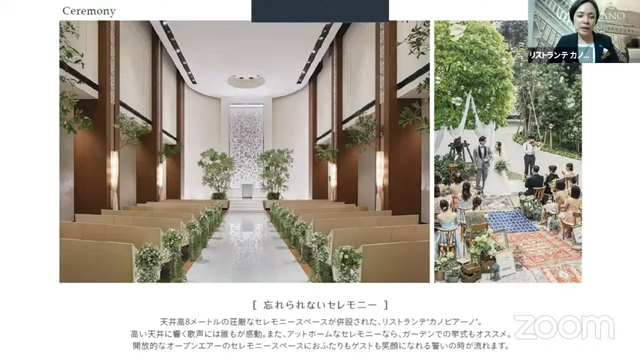 Ceremony
リストランテ カノ...
[ 忘れられないセレモニー ]
天井高8メートルの荘厳なセレモニースペースが併設された、リストランテ"カノビアーノ"。
高い天井に響く歌声には誰もが感動。また、アットホームなセレモニーなら、ガーデンでの挙式もオススメ。
開放的なオープンエアーのセレモニースペースにおふたりもゲストも笑顔になれる誓いの時が流れます。
zoom